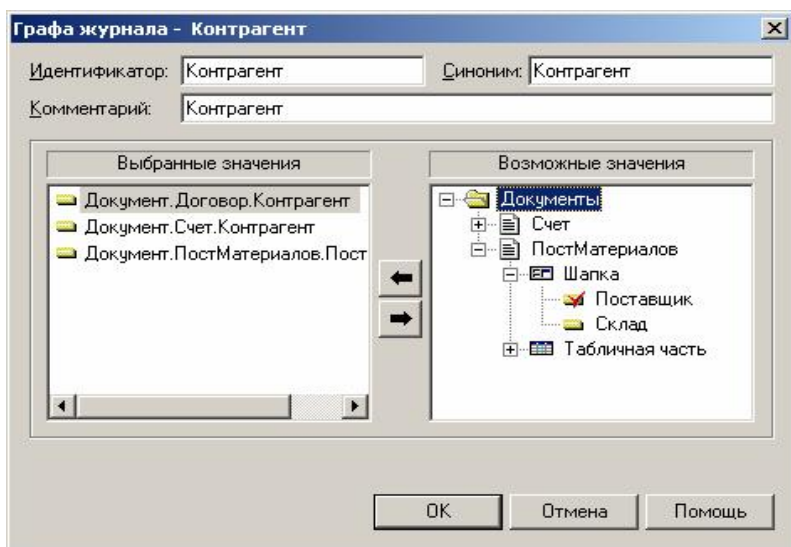 Графа журнала - Контрагент
Идентификатор: Контрагент Синоним: Контрагент
Комментарий: Контрагент
Выбранные значения
Документ.Договор.Контрагент
Документ.Счет.Контрагент
Документ.ПостМатериалов.Пост
Возможные значения
Документы
Счет
ПостМатериалов
Шапка
Поставщик
Склад
Табличная часть
OK Отмена Помощь